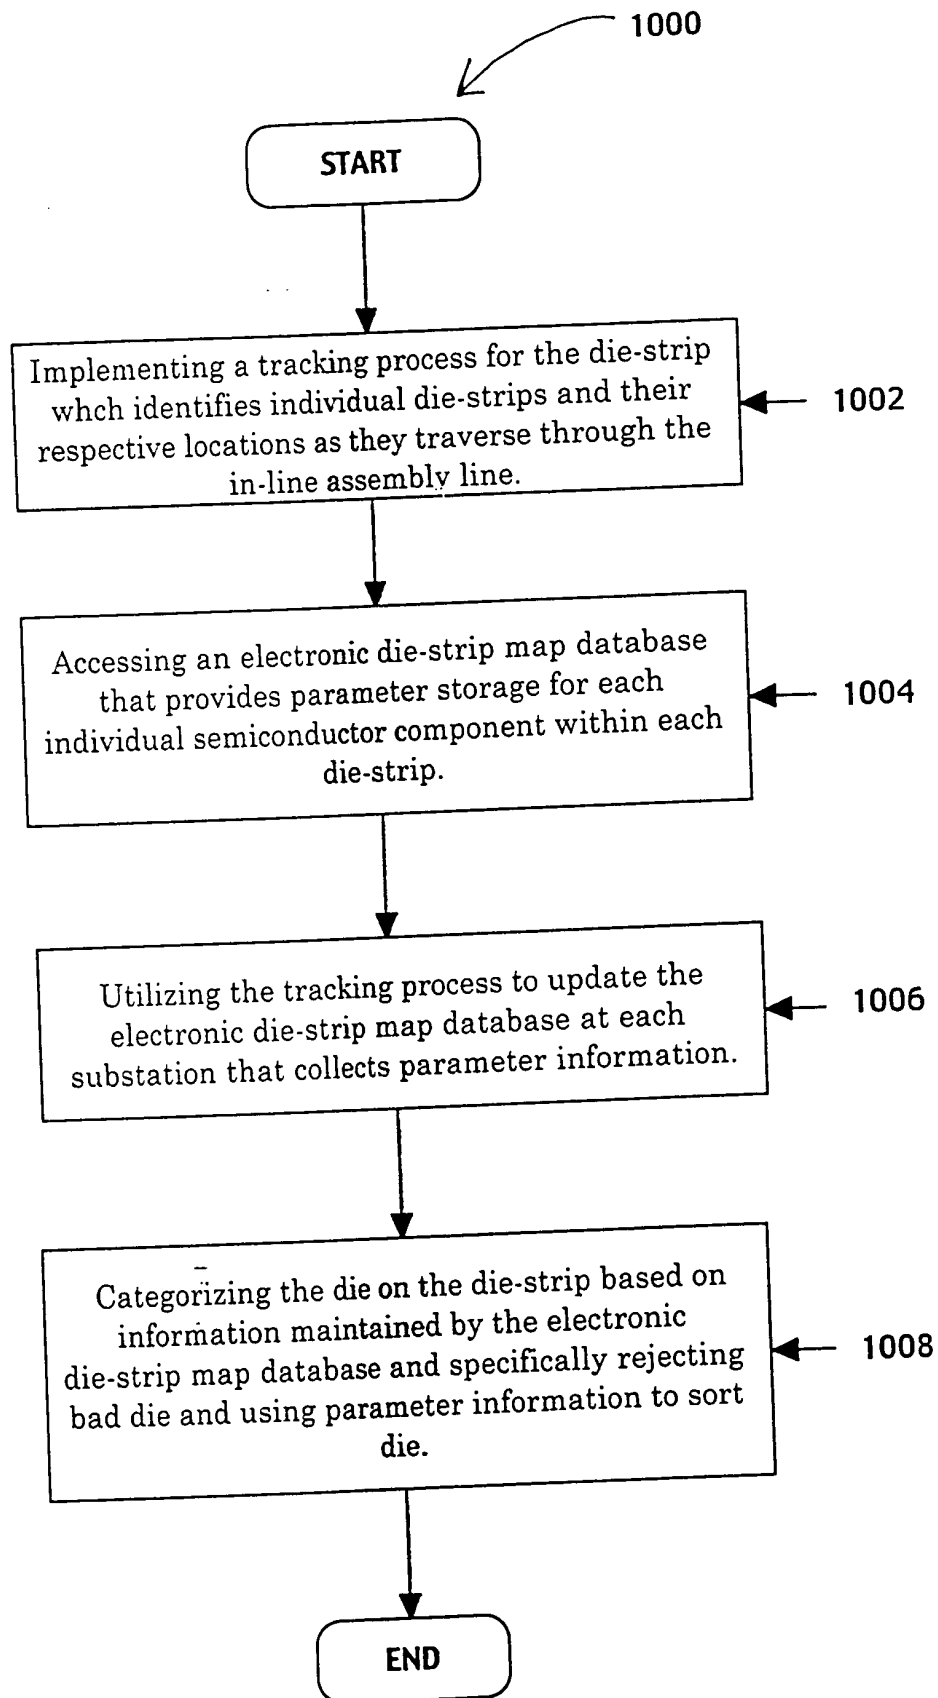 1000
START
Implementing a tracking process for the die-strip
whch identifies individual die-strips and their
respective locations as they traverse through the
in-line assembly line.
1002
Accessing an electronic die-strip map database
that provides parameter storage for each
individual semiconductor component within each
die-strip.
1004
Utilizing the tracking process to update the
electronic die-strip map database at each
substation that collects parameter information.
1006
Categorizing the die on the die-strip based on
information maintained by the electronic
die-strip map database and specifically rejecting
bad die and using parameter information to sort
die.
1008
END